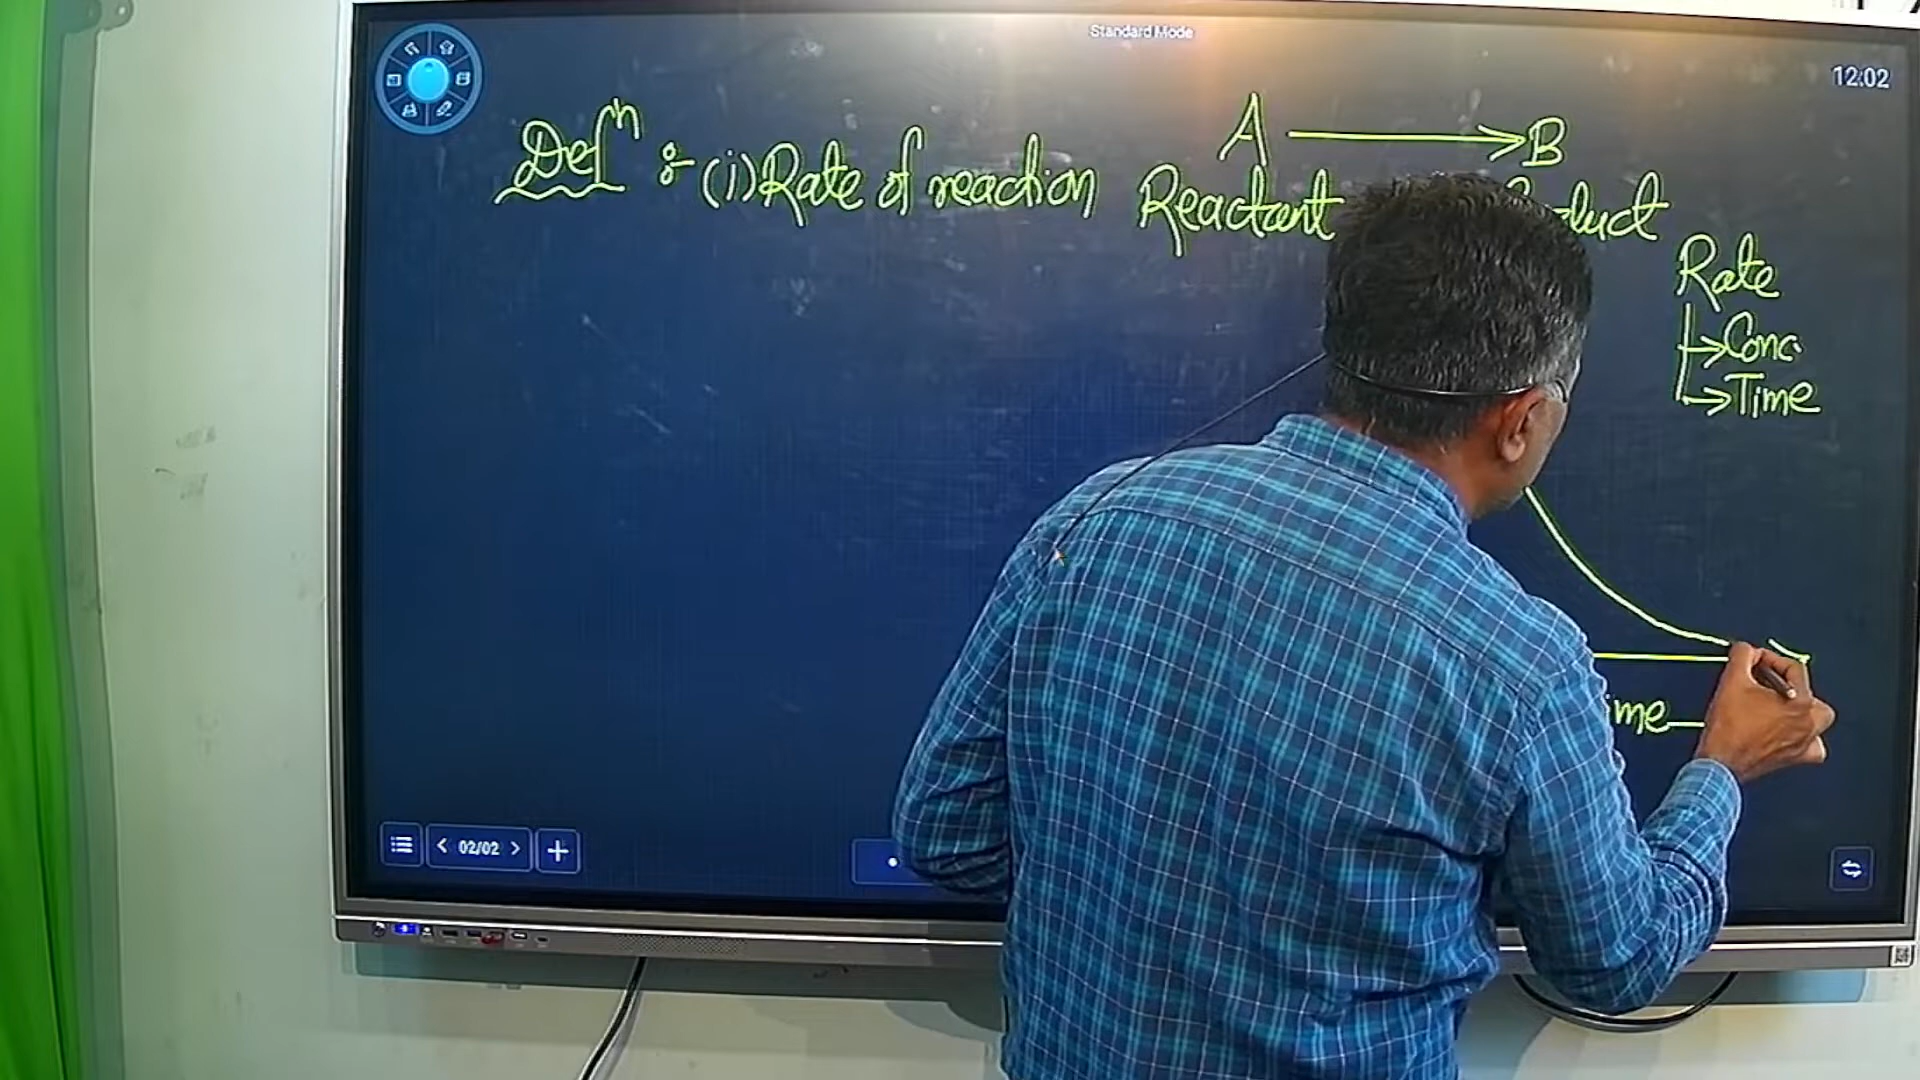 Standard Mode
12:02
A → B
Defn :- (i) Rate of reaction
Reactant
Rate
→ Conc.
→ Time
02/02